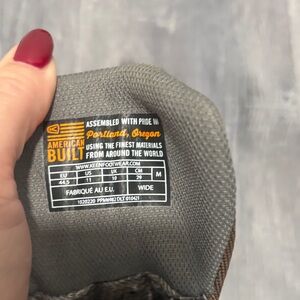 ASSEMBLED WITH PRIDE IN
Portland, Oregon
AMERICAN BUILT
USING THE FINEST MATERIALS
FROM AROUND THE WORLD
WWW.KEENFOOTWEAR.COM
EU US UK CM M
44.5 11 10 29
FABRIQUÉ AU E.U. WIDE
1020220